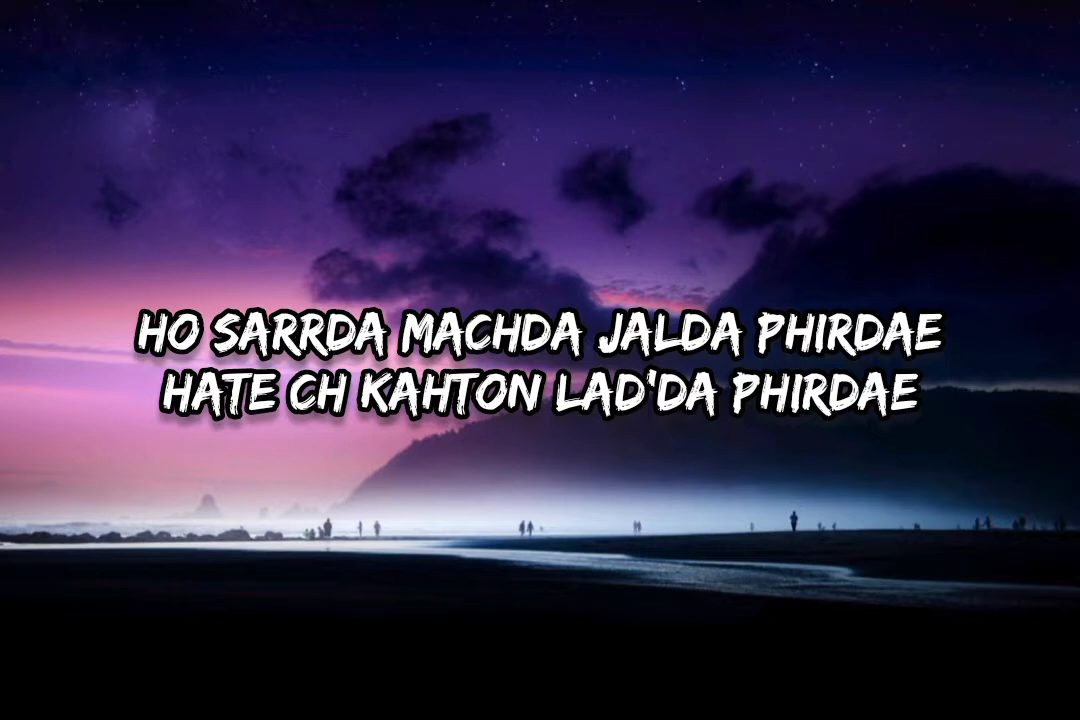 HO SARRDA MACHDA JALDA PHIRDAE
HATE CH KAHTON LAD'DA PHIRDAE